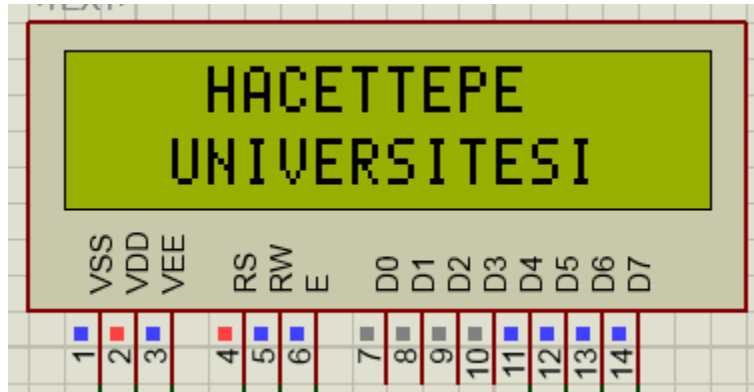 <TEXT>
HACETTEPE
UNIVERSITESI
VSS VDD VEE RS RW E D0 D1 D2 D3 D4 D5 D6 D7
1 2 3 4 5 6 7 8 9 10 11 12 13 14